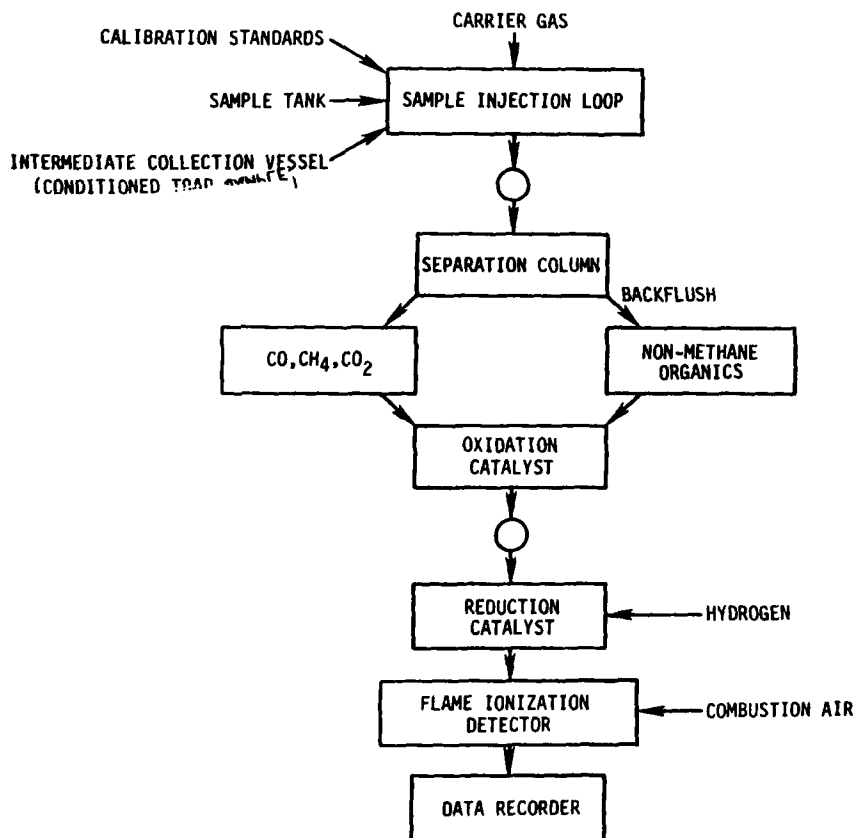 CARRIER GAS
CALIBRATION STANDARDS
SAMPLE TANK
SAMPLE INJECTION LOOP
INTERMEDIATE COLLECTION VESSEL
(CONDITIONED
SEPARATION COLUMN
BACKFLUSH
CO,CH4,CO2
NON-METHANE
ORGANICS
OXIDATION
CATALYST
REDUCTION
CATALYST
HYDROGEN
FLAME IONIZATION
DETECTOR
COMBUSTION AIR
DATA RECORDER